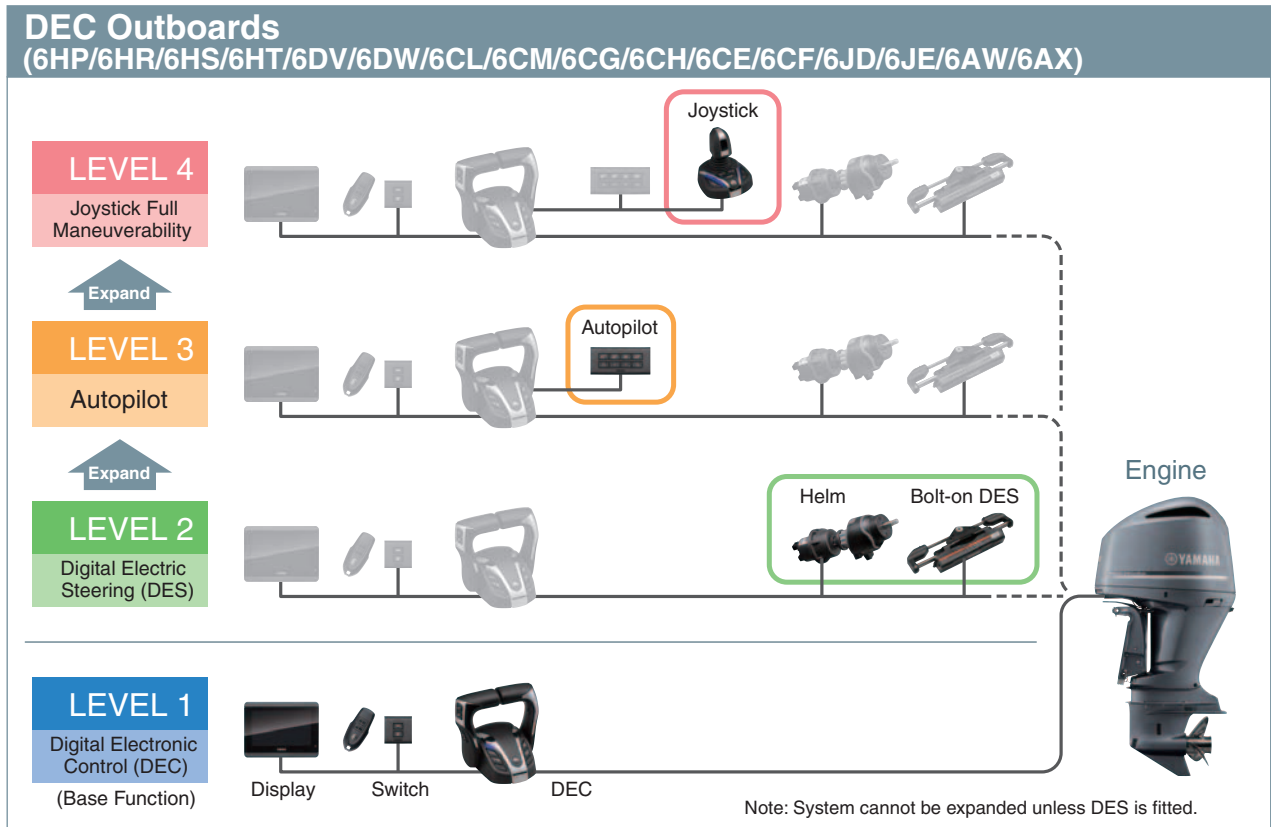 DEC Outboards
(6HP/6HR/6HS/6HT/6DV/6DW/6CL/6CM/6CG/6CH/6CE/6CF/6JD/6JE/6AW/6AX)
LEVEL 4
Joystick Full
Maneuverability
Joystick
Expand
LEVEL 3
Autopilot
Autopilot
Expand
LEVEL 2
Digital Electric
Steering (DES)
Helm
Bolt-on DES
Engine
YAMAHA
LEVEL 1
Digital Electronic
Control (DEC)
(Base Function)
Display
Switch
DEC
Note: System cannot be expanded unless DES is fitted.